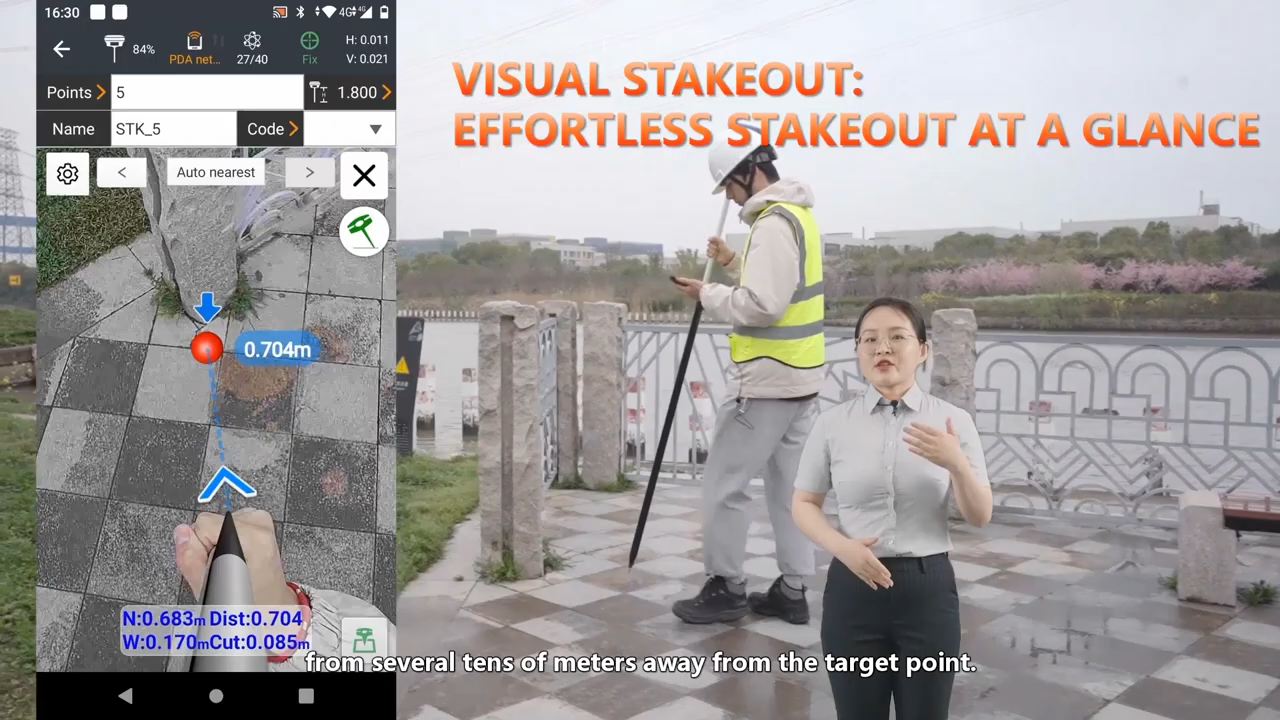 16:30
4G
84%
PDA net...
27/40
Fix
H: 0.011
V: 0.021
Points
5
1.800
Name
STK_5
Code
<
Auto nearest
>
0.704m
N:0.683m Dist:0.704
W:0.170mCut:0.085m
VISUAL STAKEOUT:
EFFORTLESS STAKEOUT AT A GLANCE
from several tens of meters away from the target point.